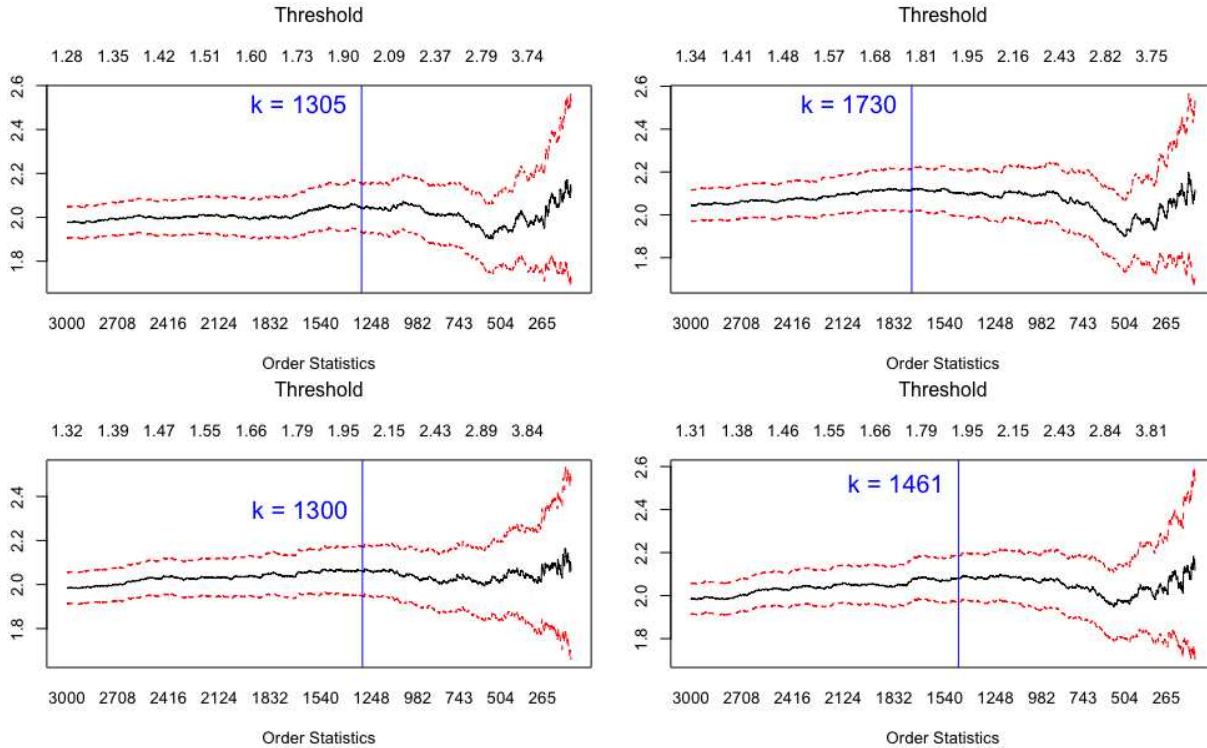 Threshold
1.28 1.35 1.42 1.51 1.60 1.73 1.90 2.09 2.37 2.79 3.74
k = 1305
2.6
2.4
2.2
2.0
1.8
3000 2708 2416 2124 1832 1540 1248 982 743 504 265
Order Statistics
Threshold
1.34 1.41 1.48 1.57 1.68 1.81 1.95 2.16 2.43 2.82 3.75
k = 1730
2.6
2.4
2.2
2.0
1.8
3000 2708 2416 2124 1832 1540 1248 982 743 504 265
Order Statistics
Threshold
1.32 1.39 1.47 1.55 1.66 1.79 1.95 2.15 2.43 2.89 3.84
k = 1300
2.4
2.2
2.0
1.8
3000 2708 2416 2124 1832 1540 1248 982 743 504 265
Order Statistics
Threshold
1.31 1.38 1.46 1.55 1.66 1.79 1.95 2.15 2.43 2.84 3.81
k = 1461
2.6
2.4
2.2
2.0
1.8
3000 2708 2416 2124 1832 1540 1248 982 743 504 265
Order Statistics